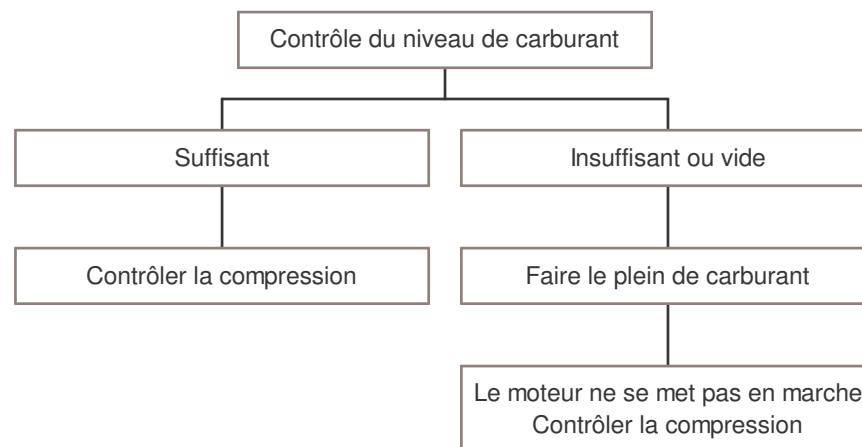 Contrôle du niveau de carburant
Suffisant
Insuffisant ou vide
Contrôler la compression
Faire le plein de carburant
Le moteur ne se met pas en marche
Contrôler la compression